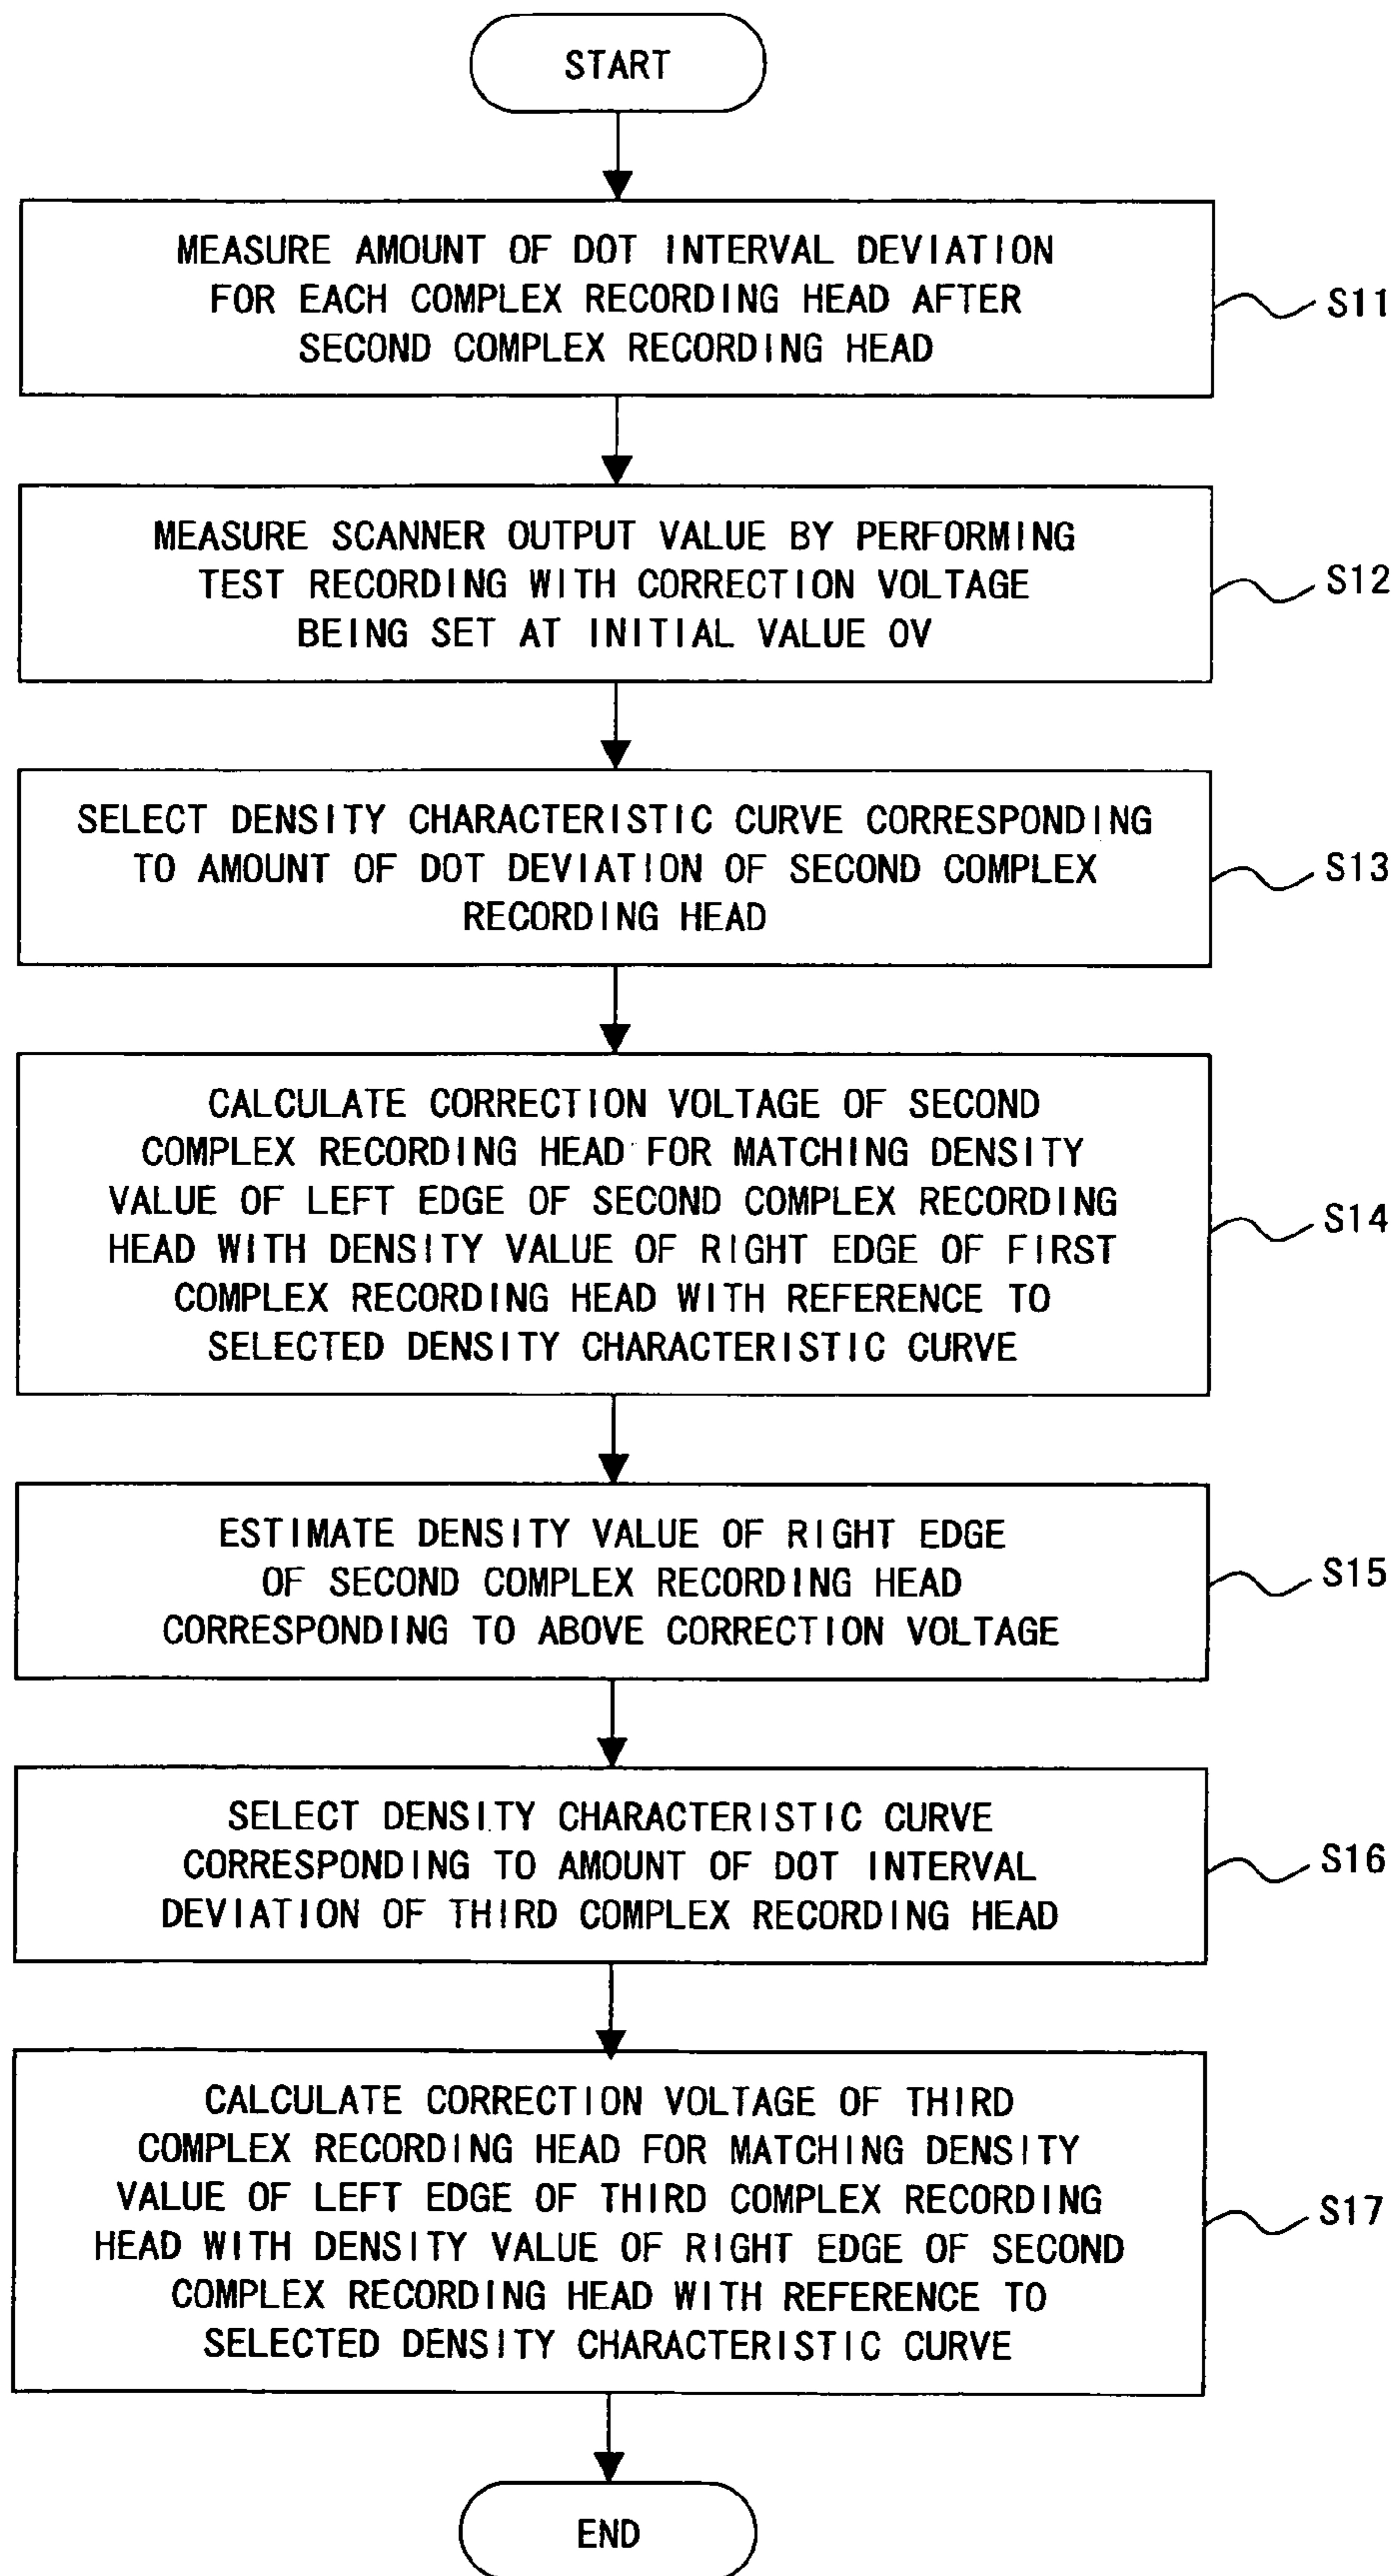 START
MEASURE AMOUNT OF DOT INTERVAL DEVIATION
FOR EACH COMPLEX RECORDING HEAD AFTER
SECOND COMPLEX RECORDING HEAD
S11
MEASURE SCANNER OUTPUT VALUE BY PERFORMING
TEST RECORDING WITH CORRECTION VOLTAGE
BEING SET AT INITIAL VALUE 0V
S12
SELECT DENSITY CHARACTERISTIC CURVE CORRESPONDING
TO AMOUNT OF DOT DEVIATION OF SECOND COMPLEX
RECORDING HEAD
S13
CALCULATE CORRECTION VOLTAGE OF SECOND
COMPLEX RECORDING HEAD FOR MATCHING DENSITY
VALUE OF LEFT EDGE OF SECOND COMPLEX RECORDING
HEAD WITH DENSITY VALUE OF RIGHT EDGE OF FIRST
COMPLEX RECORDING HEAD WITH REFERENCE TO
SELECTED DENSITY CHARACTERISTIC CURVE
S14
ESTIMATE DENSITY VALUE OF RIGHT EDGE
OF SECOND COMPLEX RECORDING HEAD
CORRESPONDING TO ABOVE CORRECTION VOLTAGE
S15
SELECT DENSITY CHARACTERISTIC CURVE
CORRESPONDING TO AMOUNT OF DOT INTERVAL
DEVIATION OF THIRD COMPLEX RECORDING HEAD
S16
CALCULATE CORRECTION VOLTAGE OF THIRD
COMPLEX RECORDING HEAD FOR MATCHING DENSITY
VALUE OF LEFT EDGE OF THIRD COMPLEX RECORDING
HEAD WITH DENSITY VALUE OF RIGHT EDGE OF SECOND
COMPLEX RECORDING HEAD WITH REFERENCE TO
SELECTED DENSITY CHARACTERISTIC CURVE
S17
END